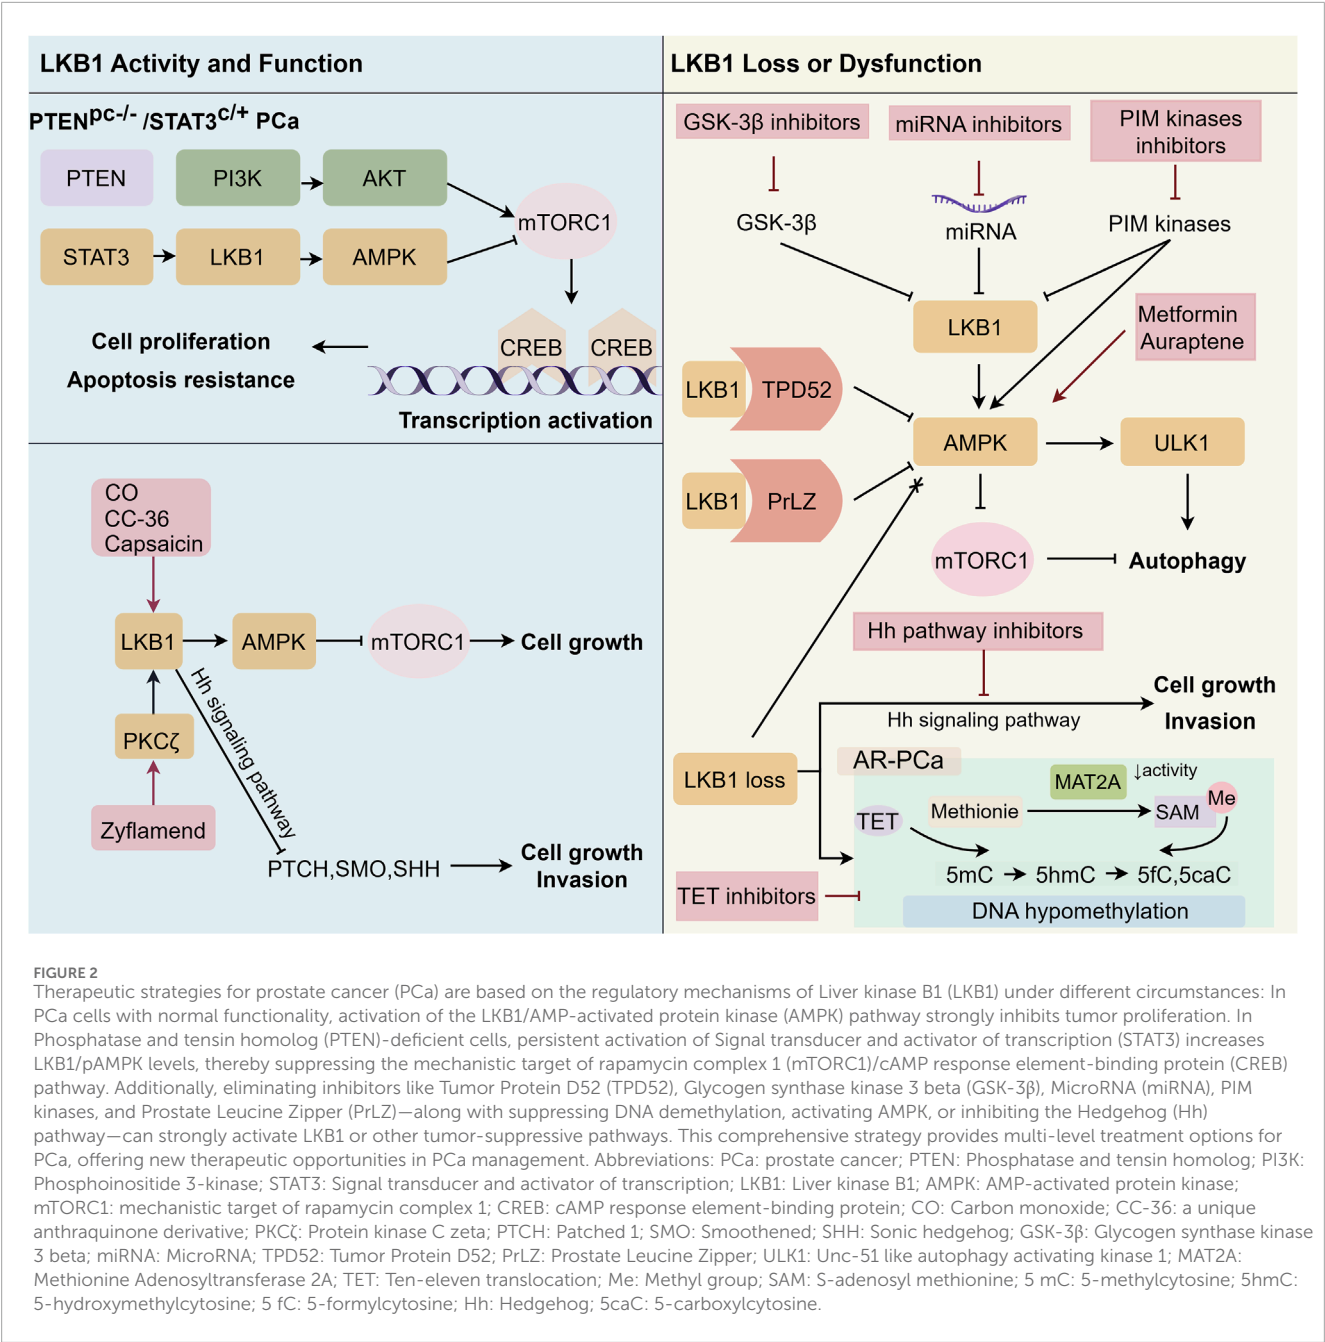 LKB1 Activity and Function
PTENpc-/- /STAT3c/+ PCa
PTEN
PI3K
AKT
mTORC1
STAT3
LKB1
AMPK
CREB
CREB
Cell proliferation
Apoptosis resistance
Transcription activation
CO
CC-36
Capsaicin
LKB1
AMPK
mTORC1
Cell growth
Hh signaling pathway
PKCζ
Zyflamend
PTCH,SMO,SHH
Cell growth
Invasion
LKB1 Loss or Dysfunction
GSK-3β inhibitors
miRNA inhibitors
PIM kinases
inhibitors
GSK-3β
miRNA
PIM kinases
LKB1
Metformin
Auraptene
LKB1
TPD52
AMPK
ULK1
LKB1
PrLZ
mTORC1
Autophagy
Hh pathway inhibitors
Hh signaling pathway
Cell growth
Invasion
LKB1 loss
AR-PCa
MAT2A
↓activity
TET
Methionie
SAM
Me
5mC
5hmC
5fC,5caC
TET inhibitors
DNA hypomethylation
FIGURE 2
Therapeutic strategies for prostate cancer (PCa) are based on the regulatory mechanisms of Liver kinase B1 (LKB1) under different circumstances: In
PCa cells with normal functionality, activation of the LKB1/AMP-activated protein kinase (AMPK) pathway strongly inhibits tumor proliferation. In
Phosphatase and tensin homolog (PTEN)-deficient cells, persistent activation of Signal transducer and activator of transcription (STAT3) increases
LKB1/pAMPK levels, thereby suppressing the mechanistic target of rapamycin complex 1 (mTORC1)/cAMP response element-binding protein (CREB)
pathway. Additionally, eliminating inhibitors like Tumor Protein D52 (TPD52), Glycogen synthase kinase 3 beta (GSK-3β), MicroRNA (miRNA), PIM
kinases, and Prostate Leucine Zipper (PrLZ)—along with suppressing DNA demethylation, activating AMPK, or inhibiting the Hedgehog (Hh)
pathway—can strongly activate LKB1 or other tumor-suppressive pathways. This comprehensive strategy provides multi-level treatment options for
PCa, offering new therapeutic opportunities in PCa management. Abbreviations: PCa: prostate cancer; PTEN: Phosphatase and tensin homolog; PI3K:
Phosphoinositide 3-kinase; STAT3: Signal transducer and activator of transcription; LKB1: Liver kinase B1; AMPK: AMP-activated protein kinase;
mTORC1: mechanistic target of rapamycin complex 1; CREB: cAMP response element-binding protein; CO: Carbon monoxide; CC-36: a unique
anthraquinone derivative; PKCζ: Protein kinase C zeta; PTCH: Patched 1; SMO: Smoothened; SHH: Sonic hedgehog; GSK-3β: Glycogen synthase kinase
3 beta; miRNA: MicroRNA; TPD52: Tumor Protein D52; PrLZ: Prostate Leucine Zipper; ULK1: Unc-51 like autophagy activating kinase 1; MAT2A:
Methionine Adenosyltransferase 2A; TET: Ten-eleven translocation; Me: Methyl group; SAM: S-adenosyl methionine; 5 mC: 5-methylcytosine; 5hmC:
5-hydroxymethylcytosine; 5 fC: 5-formylcytosine; Hh: Hedgehog; 5caC: 5-carboxylcytosine.